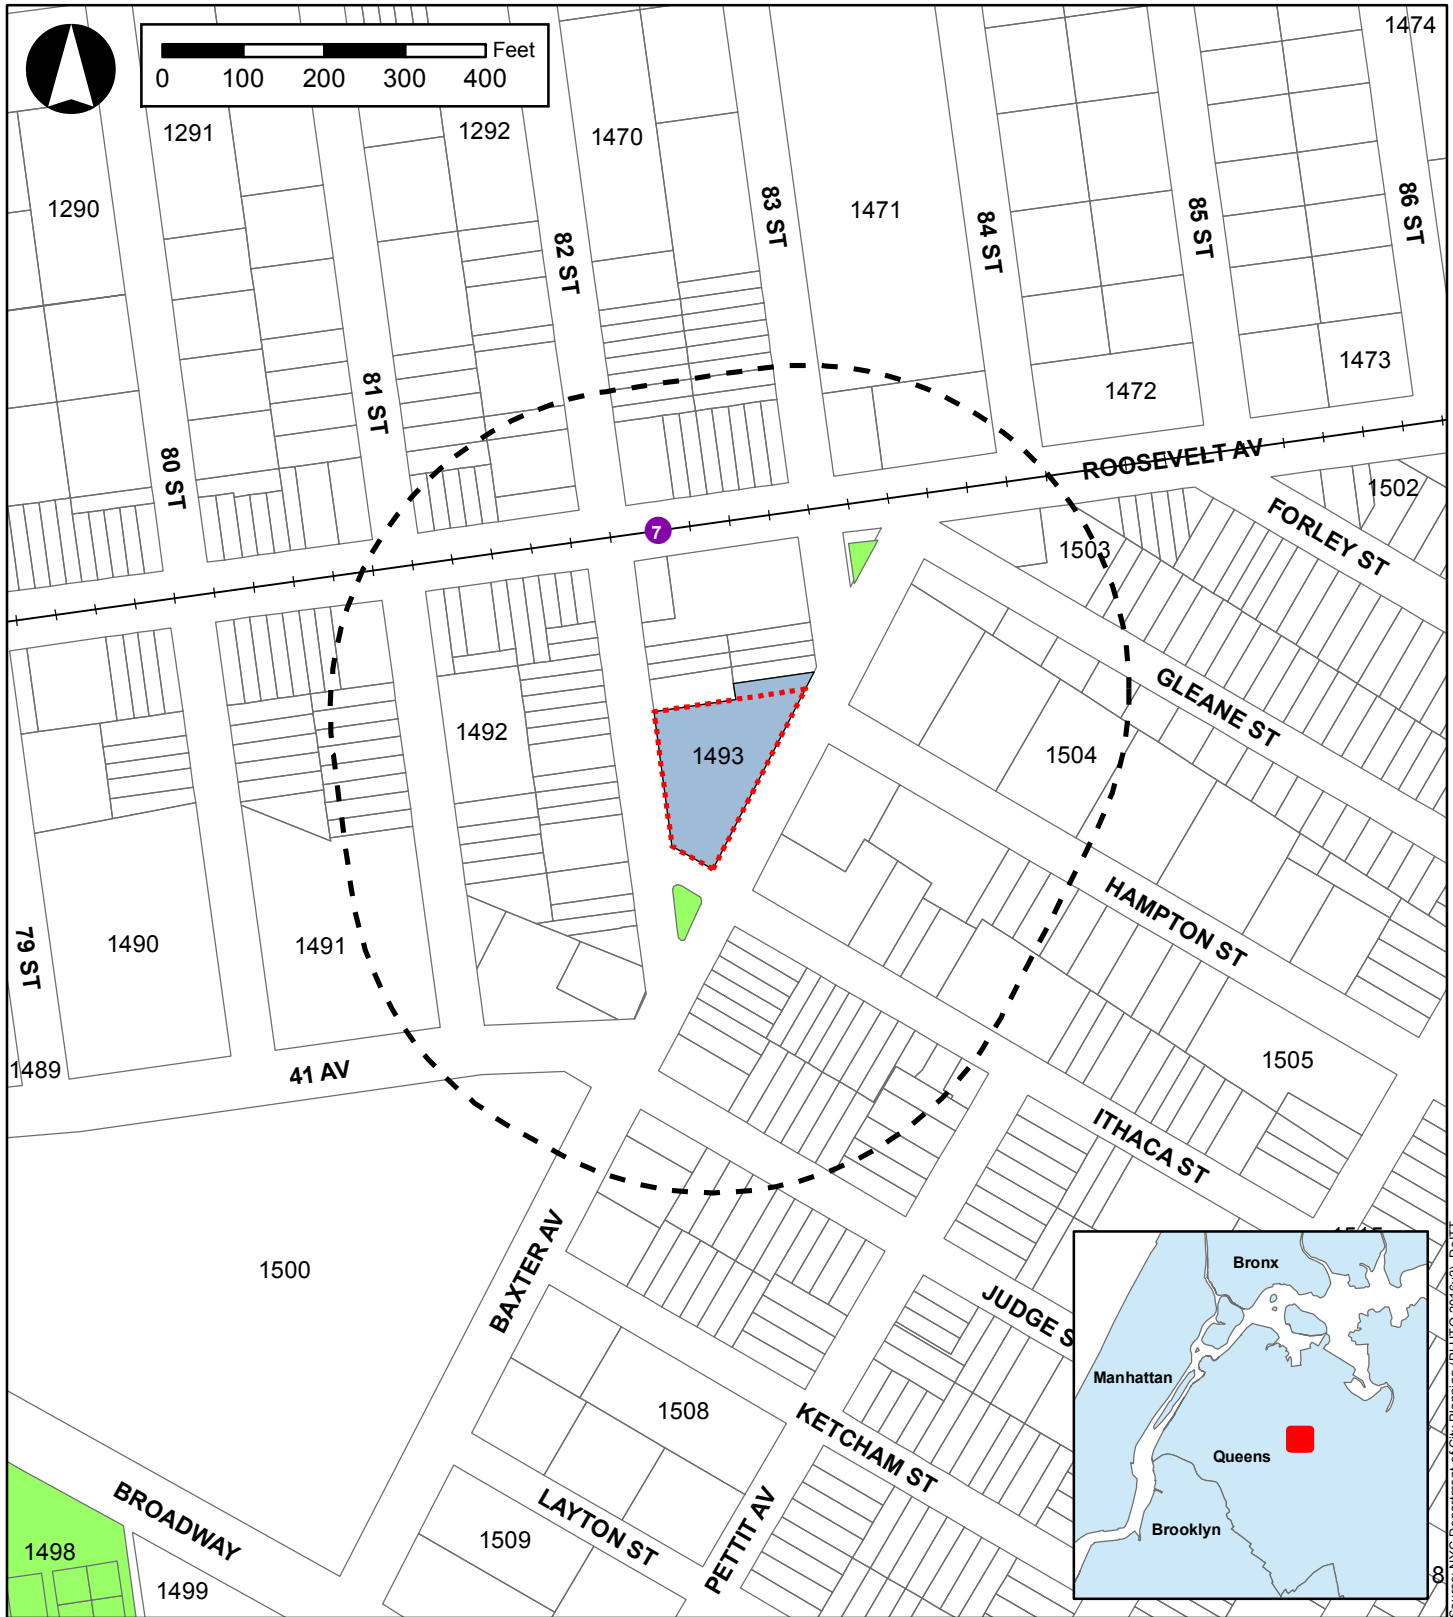 1474
Feet
0 100 200 300 400
1291
1292
1470
1290
1471
83 ST
84 ST
85 ST
86 ST
82 ST
81 ST
80 ST
1472
1473
ROOSEVELT AV
1502
7
1503
FORLEY ST
GLEANE ST
1492
1493
1504
HAMPTON ST
79 ST
1490
1491
1505
1489
41 AV
ITHACA ST
1500
BAXTER AV
JUDGE S
Bronx
Manhattan
Queens
Brooklyn
1508
KETCHAM ST
BROADWAY
LAYTON ST
PETTIT AV
1509
1498
1499
8